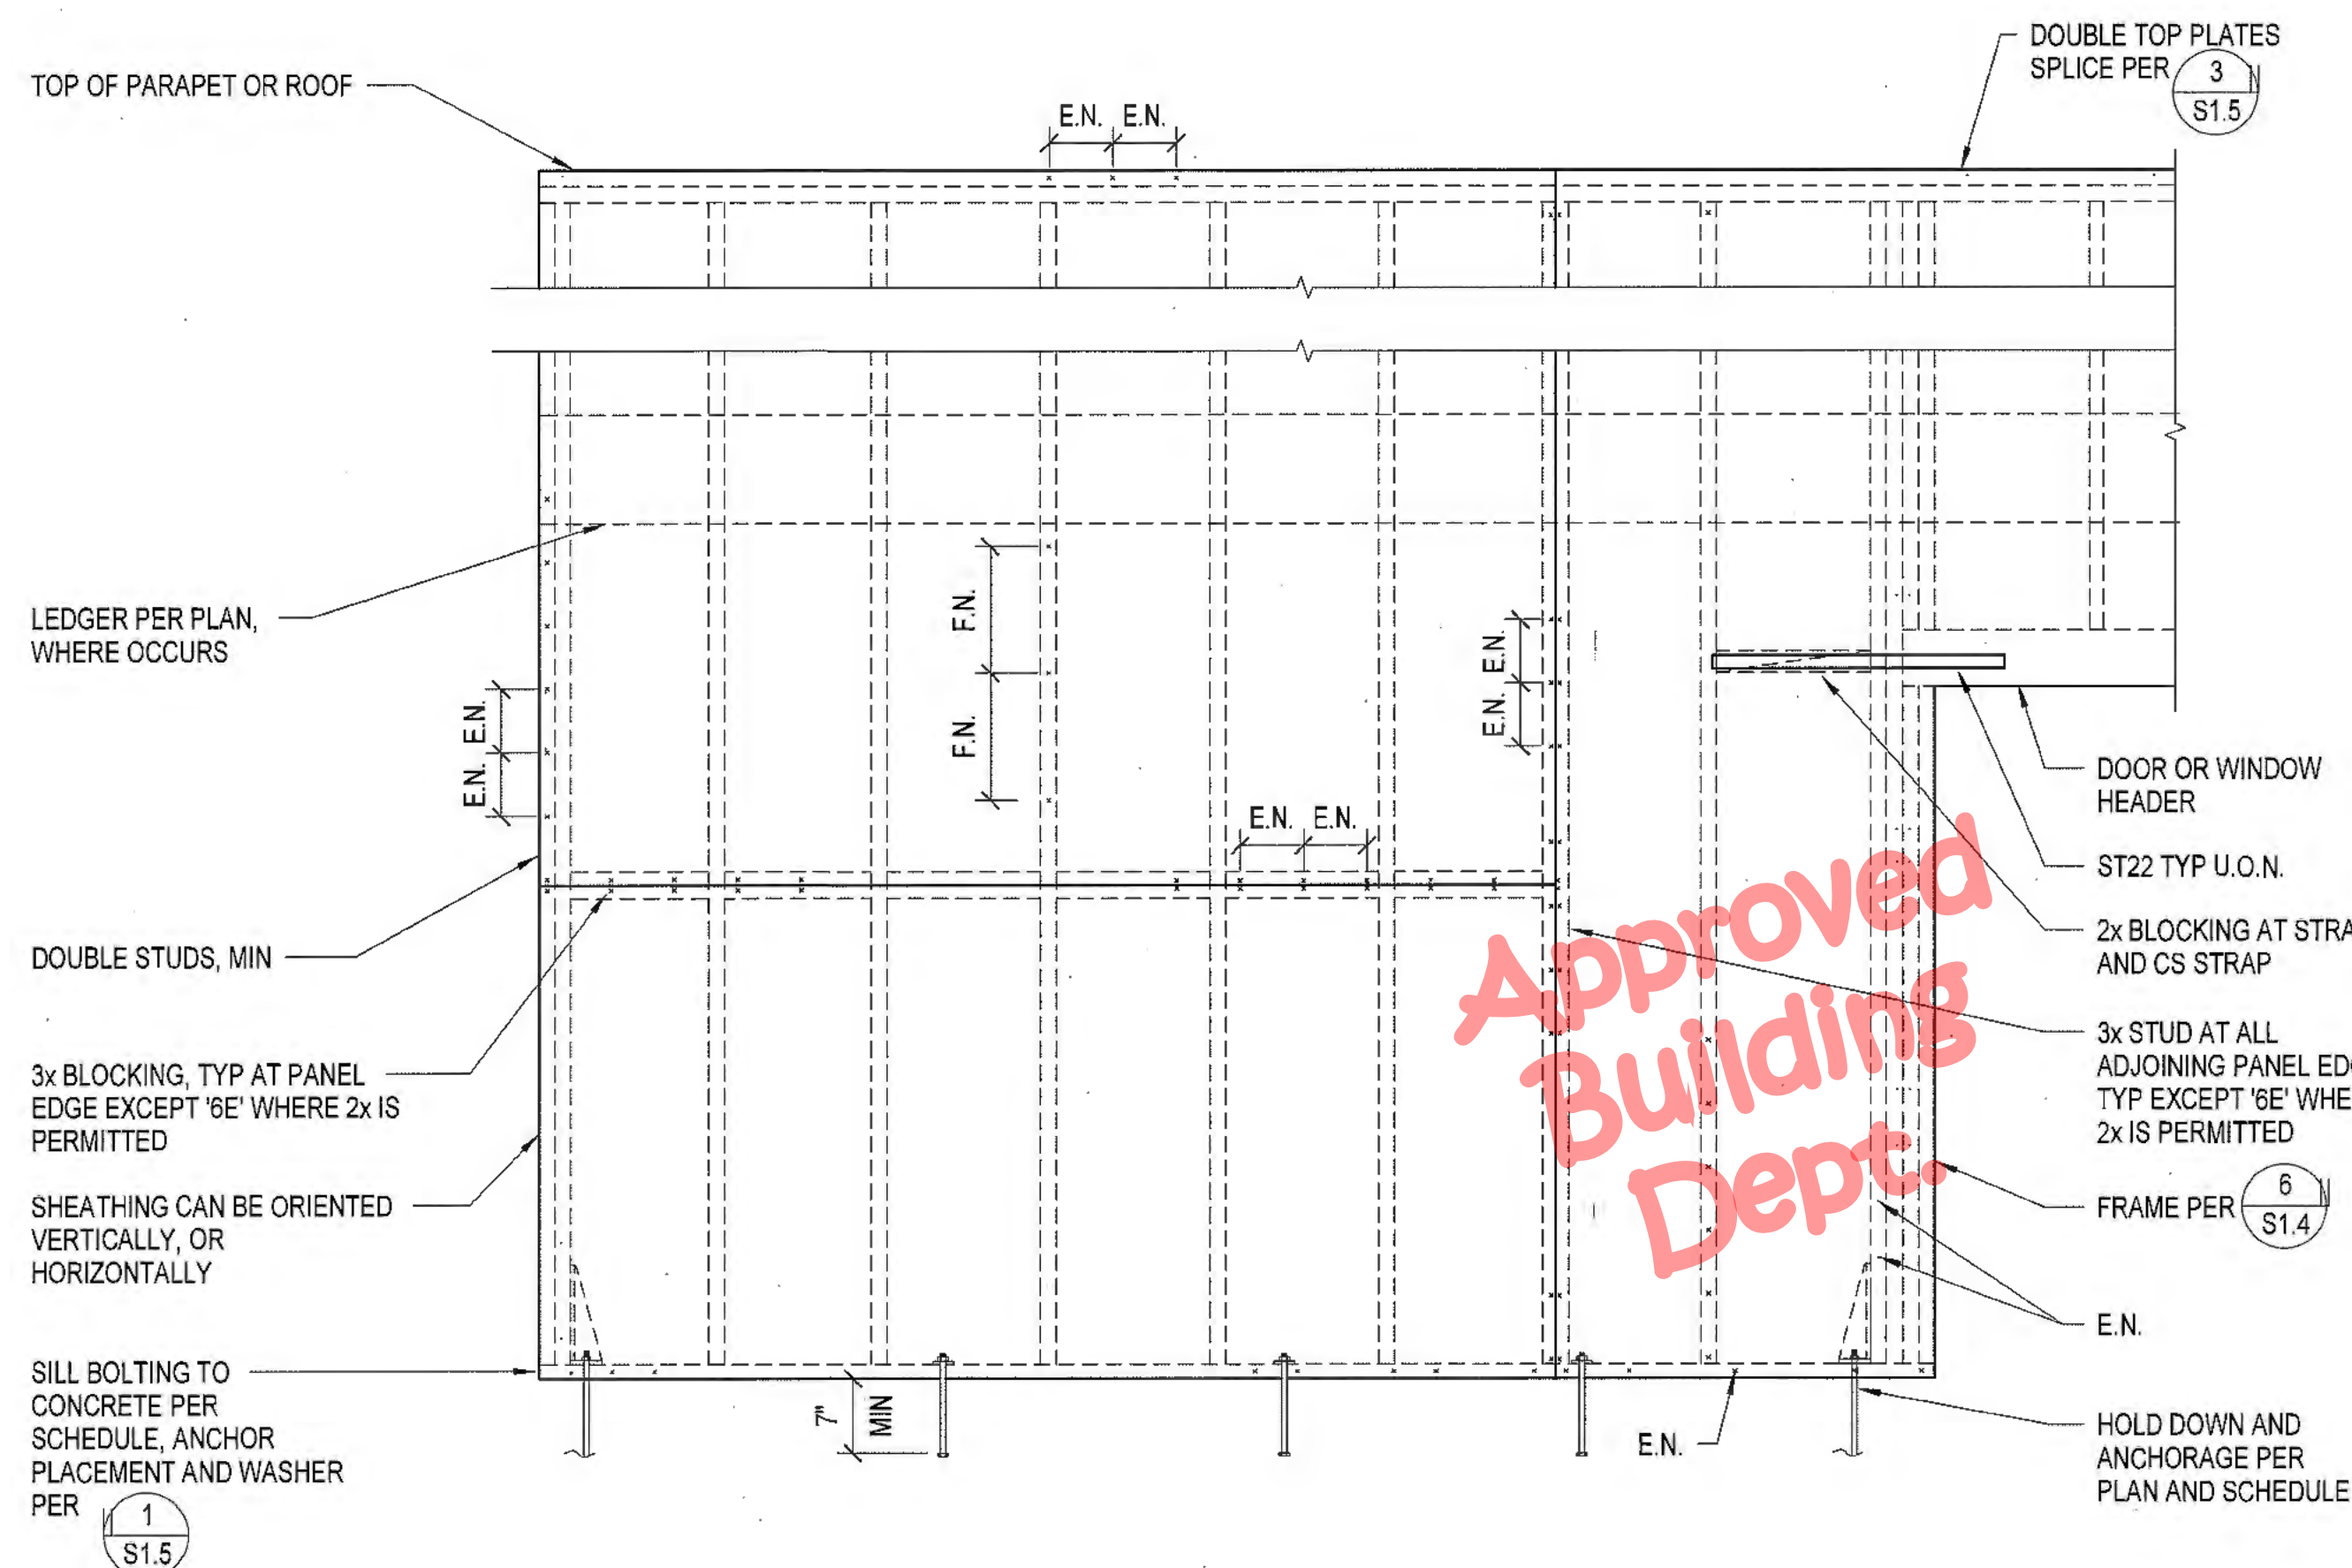 TOP OF PARAPET OR ROOF
DOUBLE TOP PLATES
SPLICE PER
3
S1.5
E.N. E.N.
LEDGER PER PLAN,
WHERE OCCURS
F.N.
F.N.
E.N.
E.N.
E.N.
E.N.
E.N. E.N.
DOUBLE STUDS, MIN
3x BLOCKING, TYP AT PANEL
EDGE EXCEPT '6E' WHERE 2x IS
PERMITTED
SHEATHING CAN BE ORIENTED
VERTICALLY, OR
HORIZONTALLY
SILL BOLTING TO
CONCRETE PER
SCHEDULE, ANCHOR
PLACEMENT AND WASHER
PER
1
S1.5
7"
MIN
E.N.
DOOR OR WINDOW
HEADER
ST22 TYP U.O.N.
2x BLOCKING AT
AND CS STRAP
3x STUD AT ALL
ADJOINING PANEL
TYP EXCEPT '6E'
2x IS PERMITTED
FRAME PER
6
S1.4
E.N.
HOLD DOWN AND
ANCHORAGE PER
PLAN AND SCHEDULE
Approved
Building
Dept.